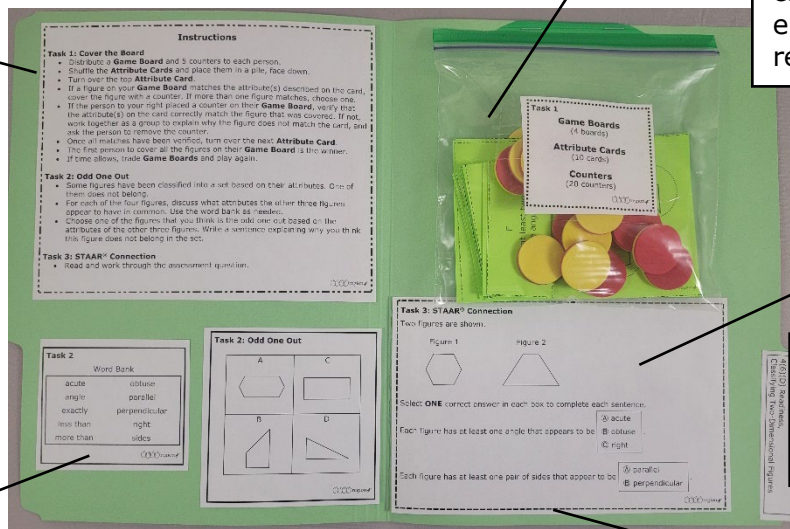 Instructions
Task 1: Cover the Board
• Distribute a Game Board and 5 counters to each person.
• Shuffle the Attribute Cards and place them in a pile, face down.
• Turn over the top Attribute Card.
• If a figure on your Game Board matches the attribute(s) described on the card,
cover the figure with a counter. If more than one figure matches, choose one.
• If the person to your right placed a counter on their Game Board, verify that
the attribute(s) on the card correctly match the figure that was covered. If not,
work together as a group to explain why the figure does not match the card, and
ask the person to remove the counter.
• Once all matches have been verified, turn over the next Attribute Card.
• The first person to cover all the figures on their Game Board is the winner.
• If time allows, trade Game Boards and play again.
Task 2: Odd One Out
• Some figures have been classified into a set based on their attributes. One of
them does not belong.
• For each of the four figures, discuss what attributes the other three figures
appear to have in common. Use the word bank as needed.
• Choose one of the figures that you think is the odd one out based on the
attributes of the other three figures. Write a sentence explaining why you think
this figure does not belong in the set.
Task 3: STAAR® Connection
• Read and work through the assessment question.
Task 1
Game Boards
(4 boards)
Attribute Cards
(10 cards)
Counters
(20 counters)
Task 2
Word Bank
acute obtuse
angle parallel
exactly perpendicular
less than right
more than sides
Task 2: Odd One Out
A C
B D
Task 3: STAAR® Connection
Two figures are shown.
Figure 1 Figure 2
Select ONE correct answer in each box to complete each sentence.
Each figure has at least one angle that appears to be
A acute
B obtuse
C right
.
Each figure has at least one pair of sides that appear to be
A parallel
B perpendicular
.
4(6)(D) Readiness,
Classifying Two-Dimensional Figures